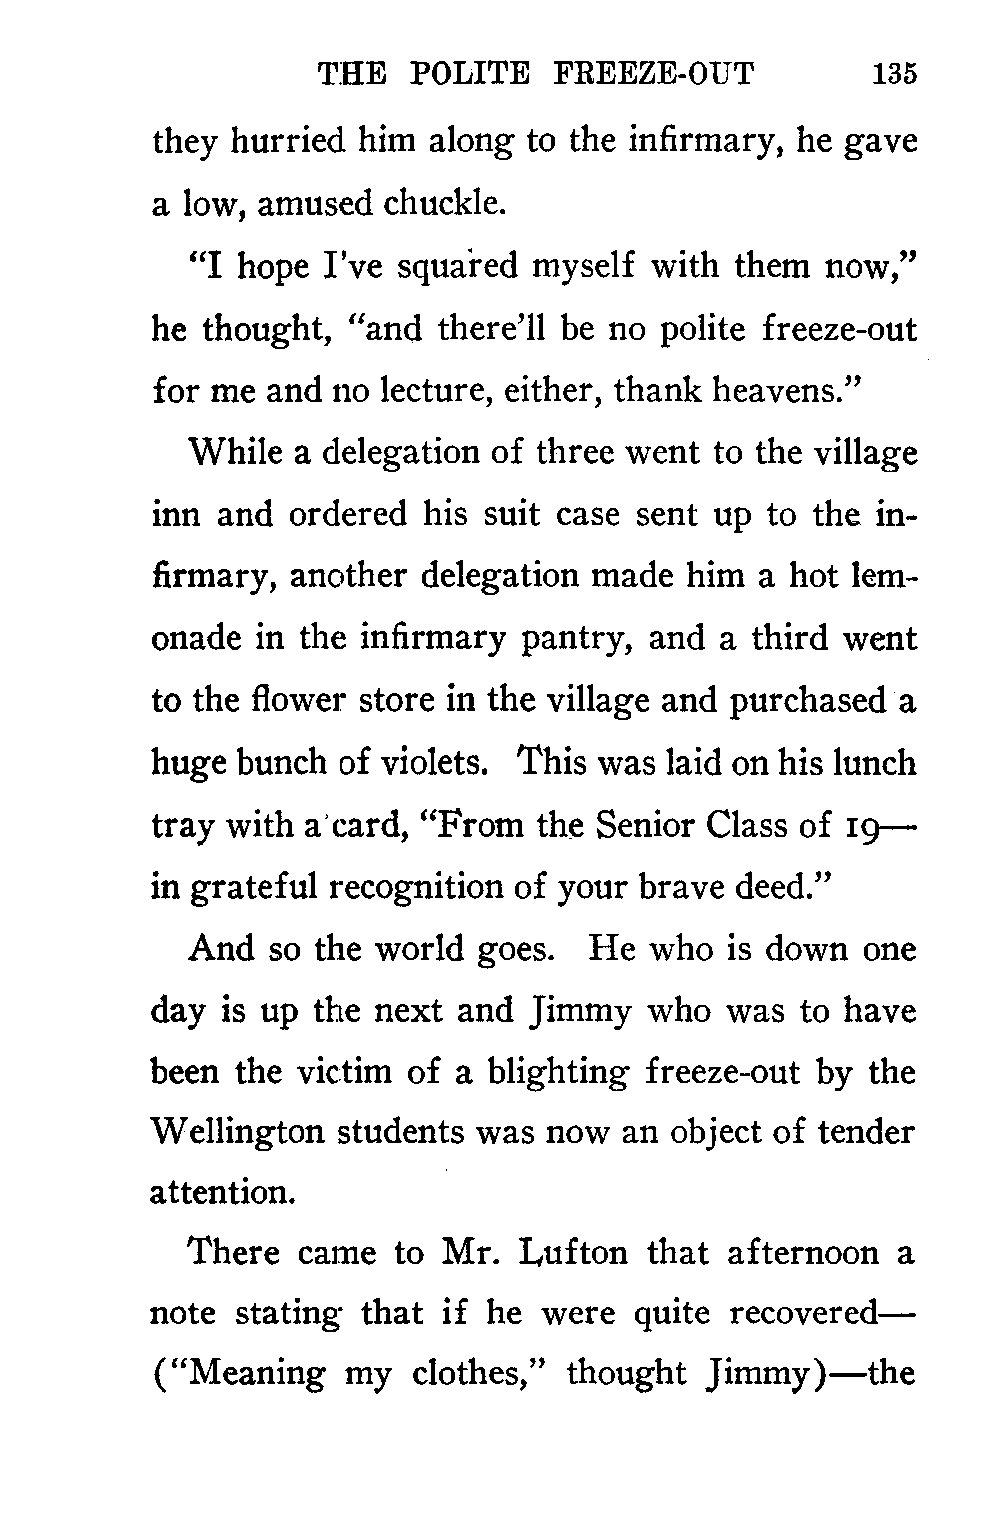 THE POLITE FREEZE-OUT 135
they hurried him along to the infirmary, he gave
a low, amused chuckle.
“I hope I've squared myself with them now,”
he thought, “and there'll be no polite freeze-out
for me and no lecture, either, thank heavens.”
While a delegation of three went to the village
inn and ordered his suit case sent up to the in-
firmary, another delegation made him a hot lem-
onade in the infirmary pantry, and a third went
to the flower store in the village and purchased a
huge bunch of violets. This was laid on his lunch
tray with a card, “From the Senior Class of 19—
in grateful recognition of your brave deed.”
And so the world goes. He who is down one
day is up the next and Jimmy who was to have
been the victim of a blighting freeze-out by the
Wellington students was now an object of tender
attention.
There came to Mr. Lufton that afternoon a
note stating that if he were quite recovered—
(“Meaning my clothes,” thought Jimmy)—the